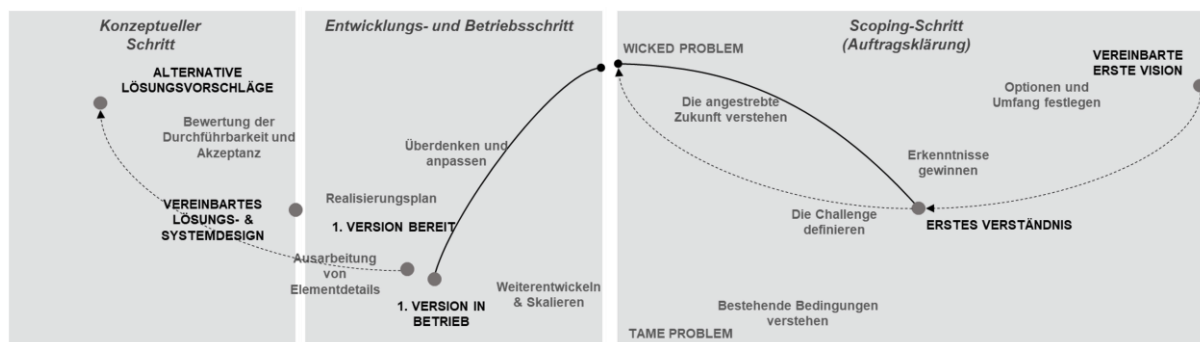 Konzeptueller
Schritt
ALTERNATIVE
LÖSUNGSVORSCHLÄGE
Bewertung der
Durchführbarkeit und
Akzeptanz
VEREINBARTES
LÖSUNGS- &
SYSTEMDESIGN
Entwicklungs- und Betriebsschritt
Überdenken und
anpassen
Realisierungsplan
1. VERSION BEREIT
Ausarbeitung
von
Elementdetails
1. VERSION IN
BETRIEB
Weiterentwickeln
& Skalieren
Scoping-Schritt
(Auftragsklärung)
WICKED PROBLEM
VEREINBARTE
ERSTE VISION
Optionen und
Umfang festlegen
Die angestrebte
Zukunft verstehen
Erkenntnisse
gewinnen
Die Challenge
definieren
ERSTES VERSTÄNDNIS
Bestehende Bedingungen
verstehen
TAME PROBLEM